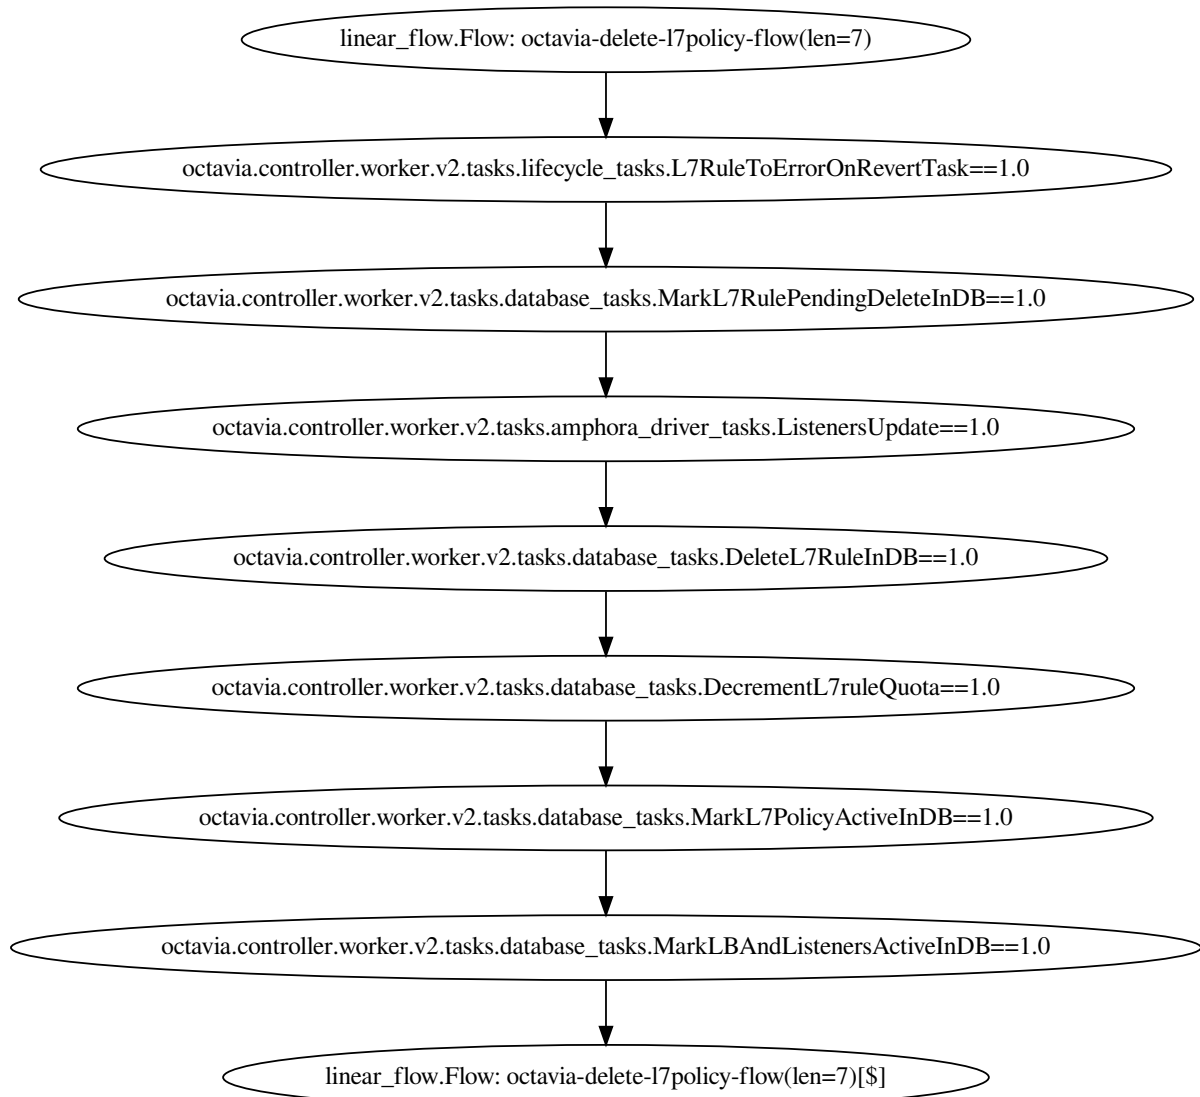 linear_flow.Flow: octavia-delete-l7policy-flow(len=7)
octavia.controller.worker.v2.tasks.lifecycle_tasks.L7RuleToErrorOnRevertTask==1.0
octavia.controller.worker.v2.tasks.database_tasks.MarkL7RulePendingDeleteInDB==1.0
octavia.controller.worker.v2.tasks.amphora_driver_tasks.ListenersUpdate==1.0
octavia.controller.worker.v2.tasks.database_tasks.DeleteL7RuleInDB==1.0
octavia.controller.worker.v2.tasks.database_tasks.DecrementL7ruleQuota==1.0
octavia.controller.worker.v2.tasks.database_tasks.MarkL7PolicyActiveInDB==1.0
octavia.controller.worker.v2.tasks.database_tasks.MarkLBAndListenersActiveInDB==1.0
linear_flow.Flow: octavia-delete-l7policy-flow(len=7)[$]